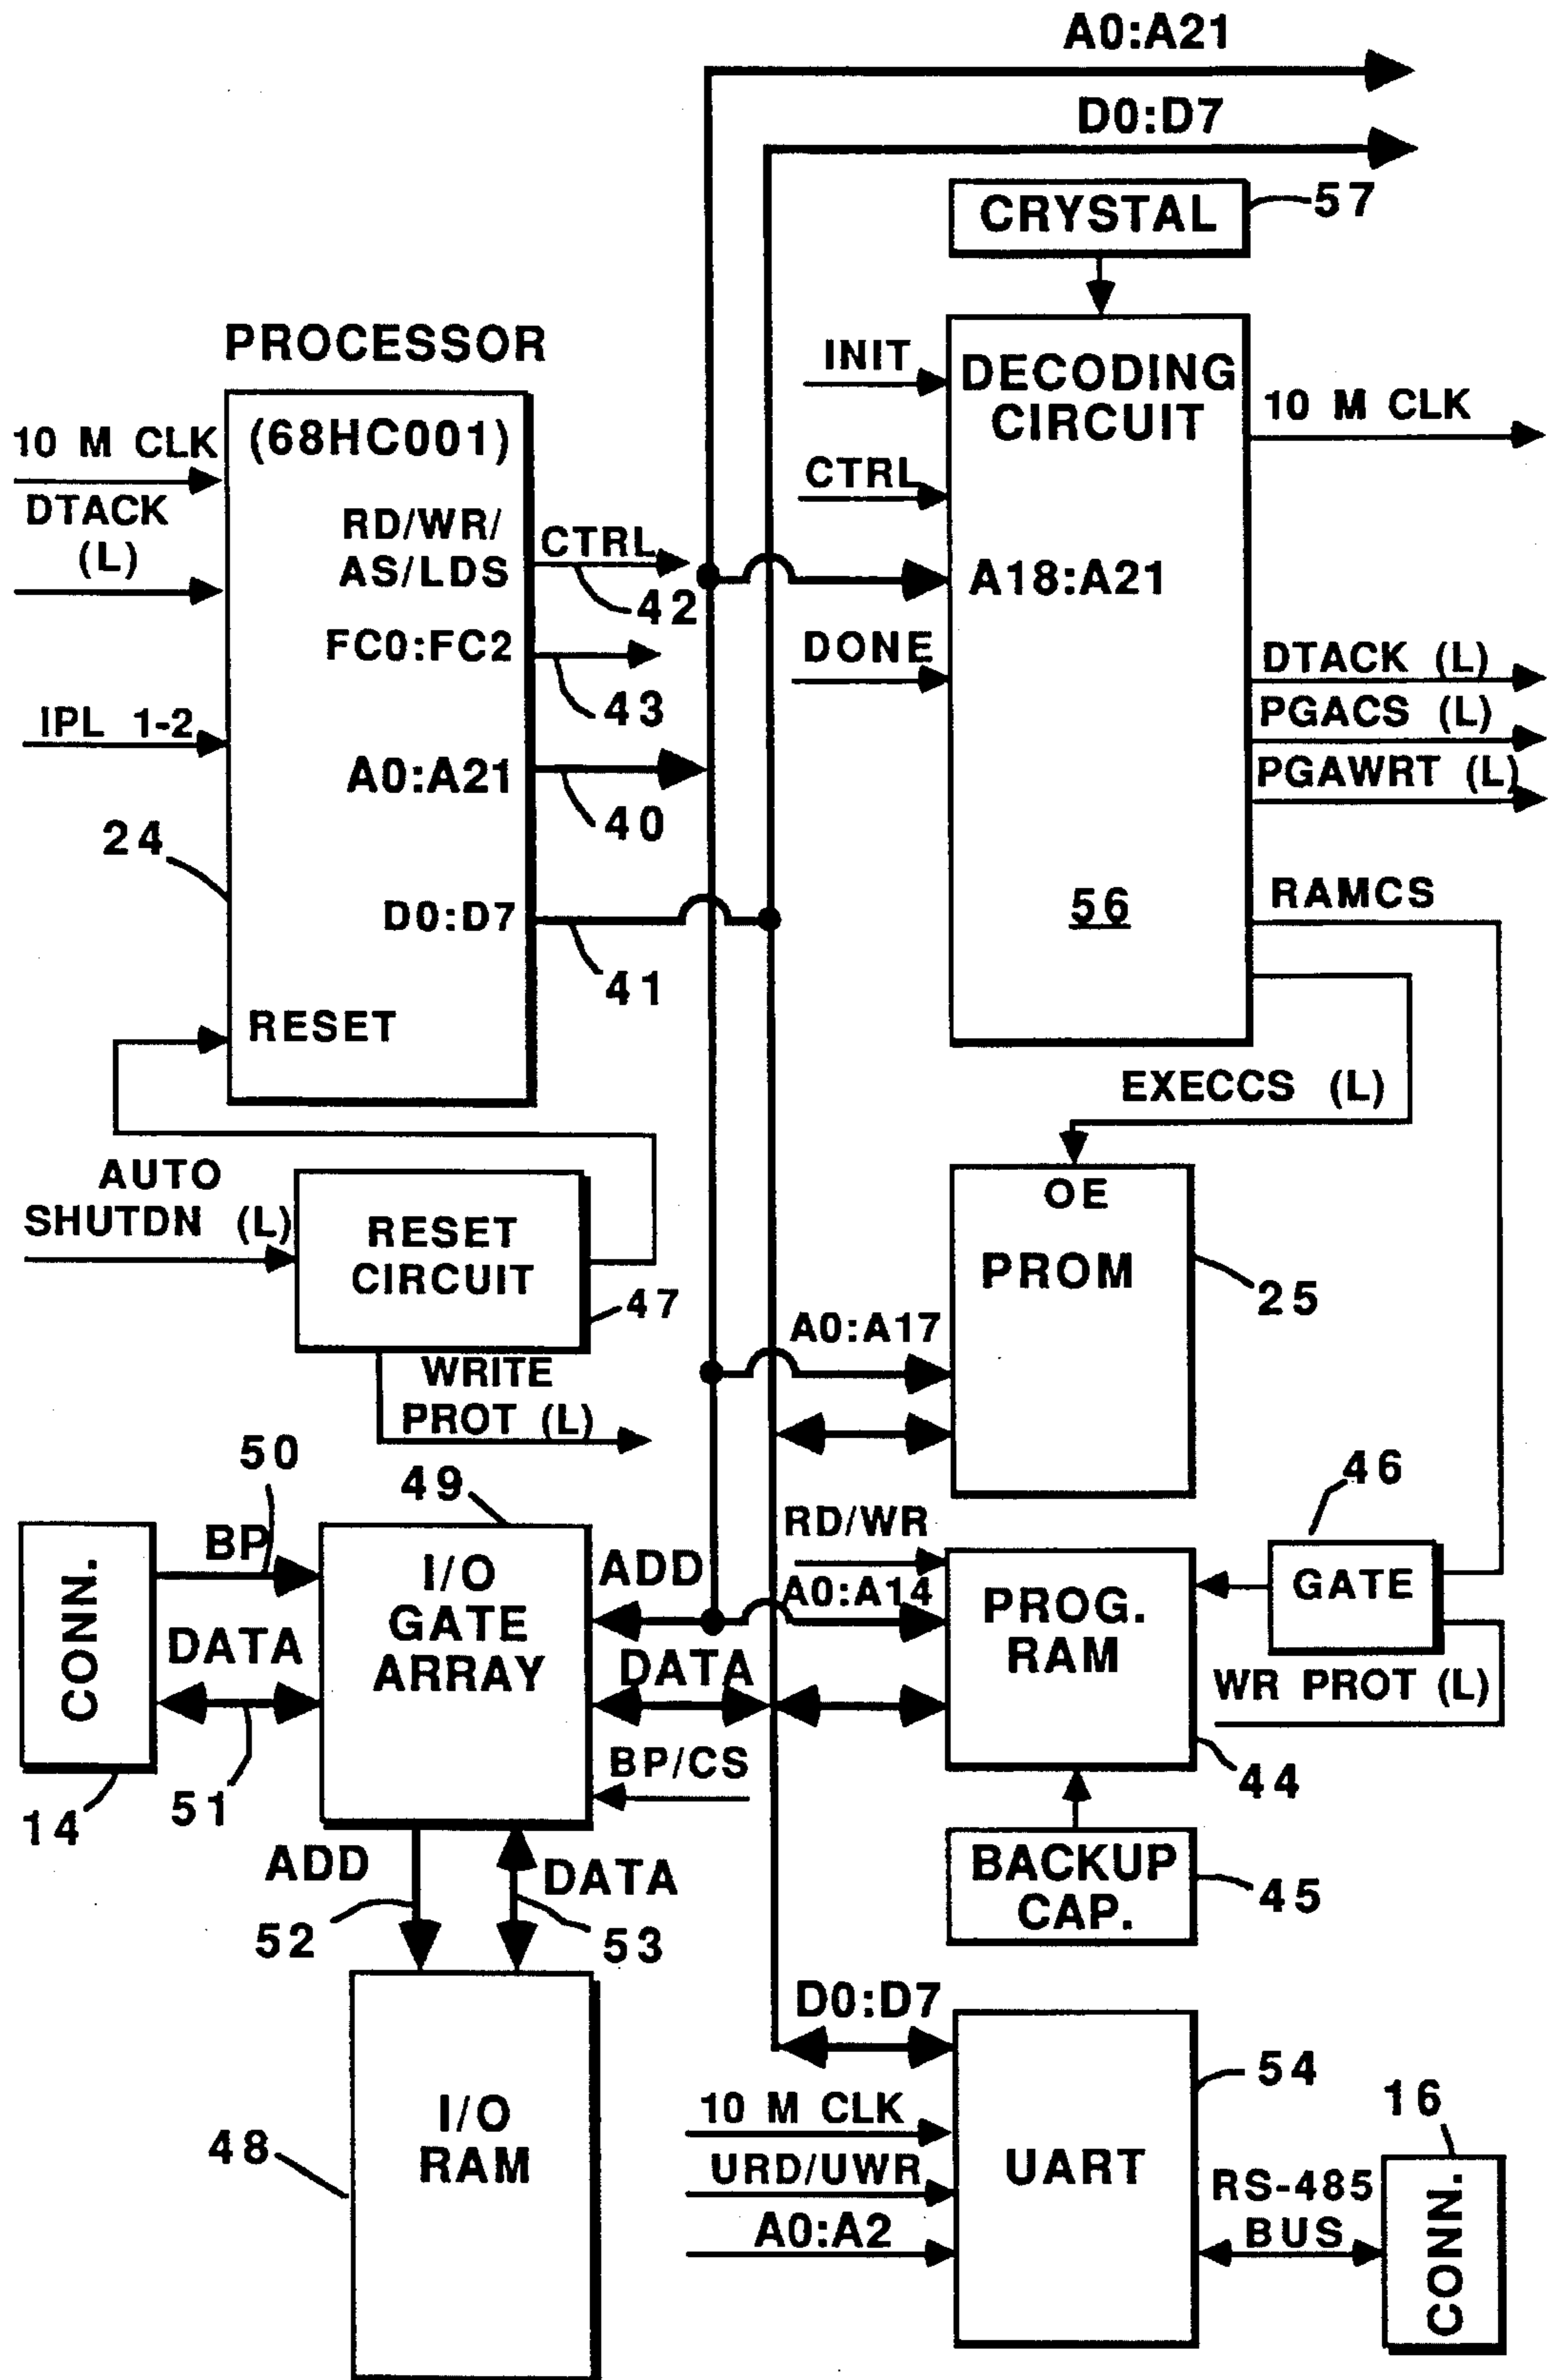 A0:A21
D0:D7
CRYSTAL
57
PROCESSOR
(68HC001)
10 M CLK
DTACK
(L)
RD/WR/
AS/LDS
CTRL
42
FC0:FC2
43
IPL 1-2
A0:A21
40
24
D0:D7
41
RESET
INIT
DECODING
CIRCUIT
10 M CLK
CTRL
A18:A21
DONE
DTACK (L)
PGACS (L)
PGAWRT (L)
56
RAMCS
EXECCS (L)
AUTO
SHUTDN (L)
RESET
CIRCUIT
47
WRITE
PROT (L)
OE
PROM
25
A0:A17
50
49
46
CONN.
BP
DATA
51
14
I/O
GATE
ARRAY
ADD
DATA
BP/CS
RD/WR
A0:A14
PROG.
RAM
GATE
WR PROT (L)
44
BACKUP
CAP.
45
ADD
52
DATA
53
I/O
RAM
48
D0:D7
54
10 M CLK
URD/UWR
A0:A2
UART
16
RS-485
BUS
CONN.